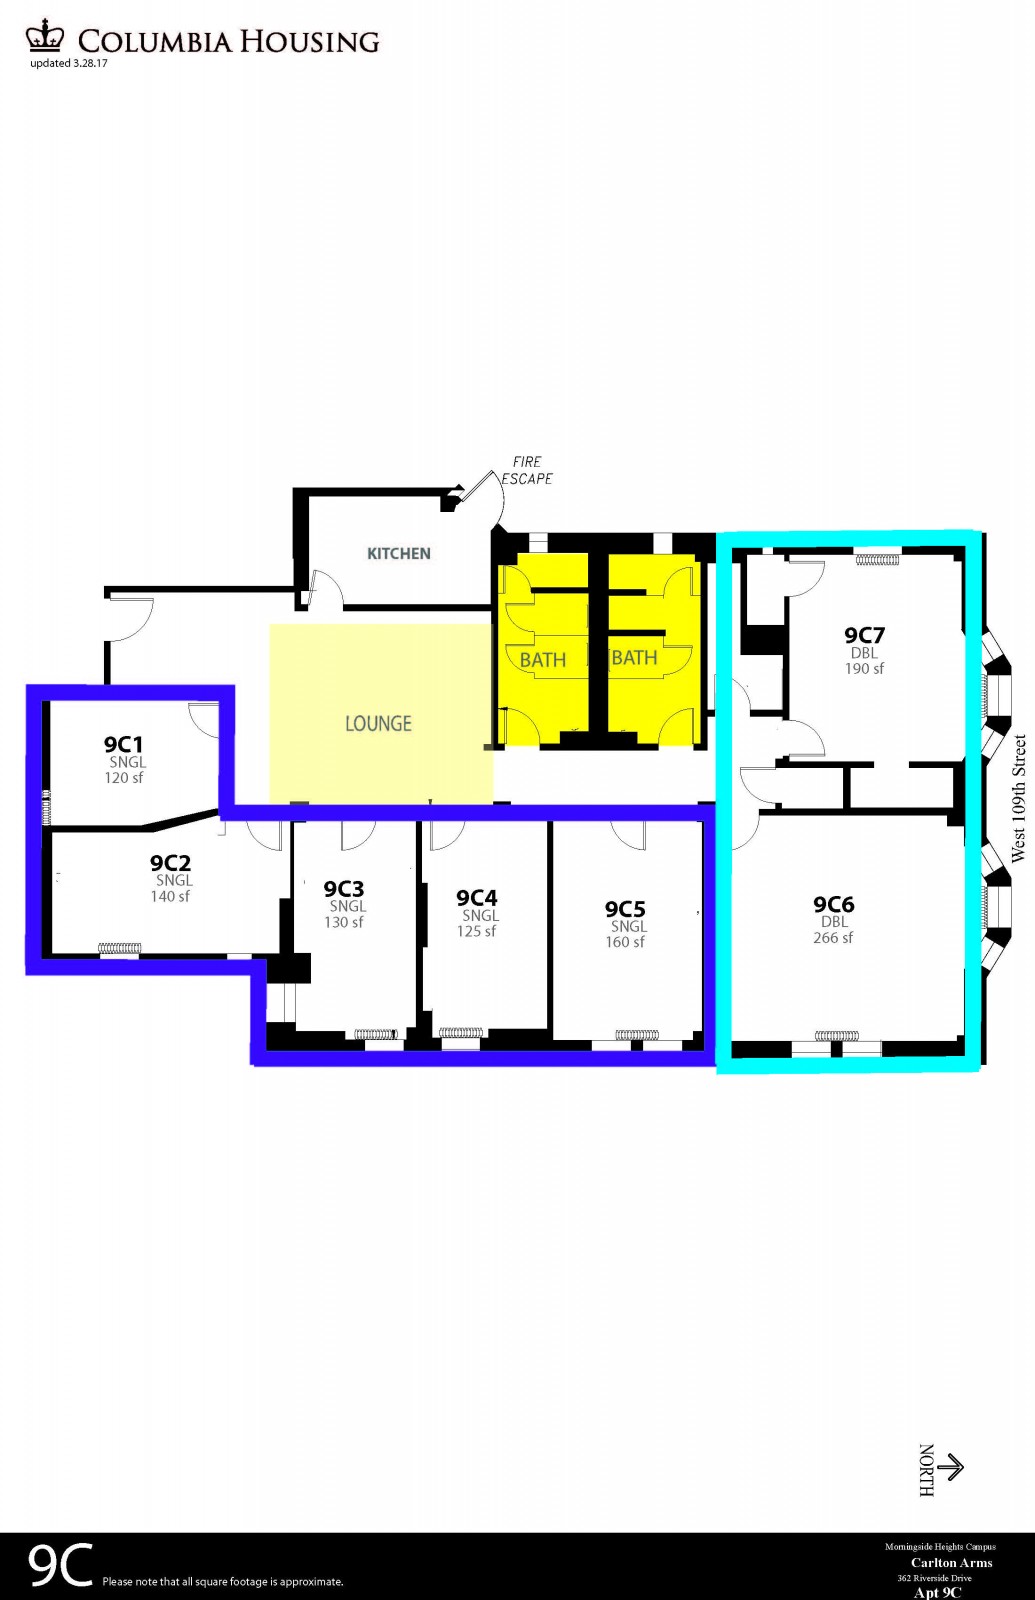 COLUMBIA HOUSING
updated 3.28.17
FIRE
ESCAPE
KITCHEN
BATH
BATH
LOUNGE
9C7
DBL
190 sf
9C1
SNGL
120 sf
West 109th Street
9C2
SNGL
140 sf
9C3
SNGL
130 sf
9C4
SNGL
125 sf
9C5
SNGL
160 sf
9C6
DBL
266 sf
NORTH
9C
Please note that all square footage is approximate.
Morningside Heights Campus
Carlton Arms
362 Riverside Drive
Apt 9C